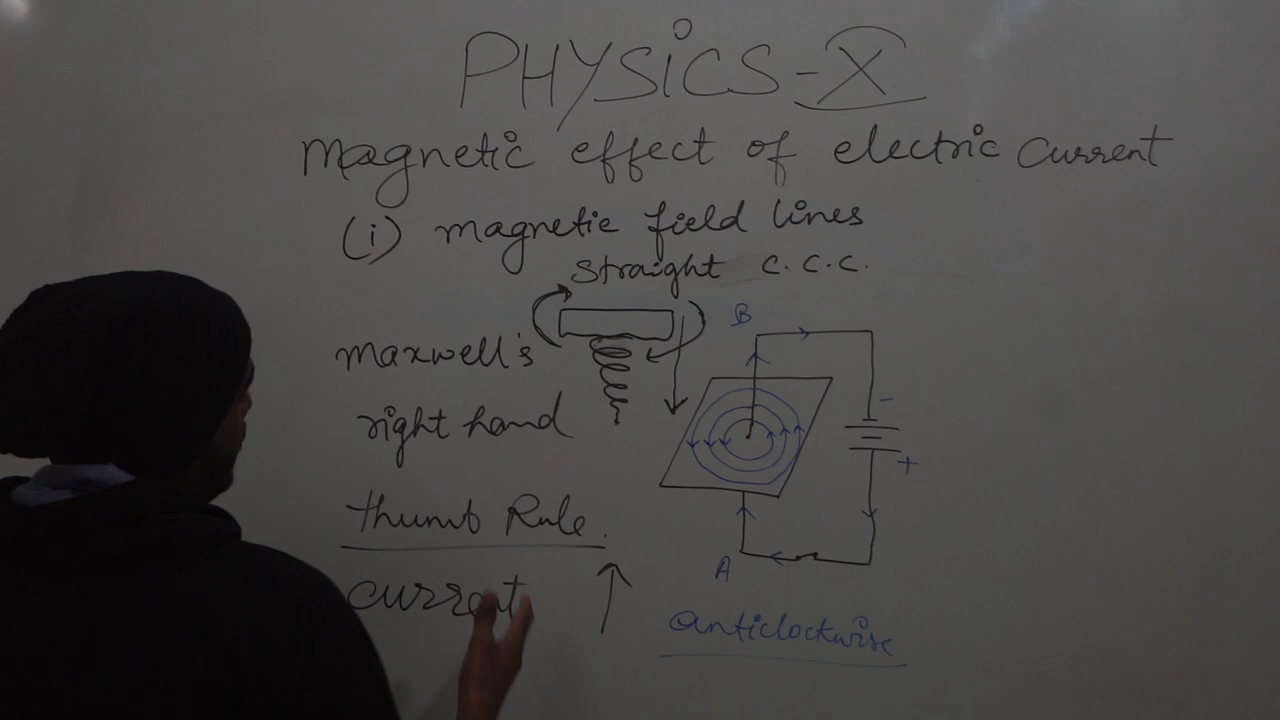 PHYSICS-X
Magnetic effect of electric current
(i) magnetic field lines
straight c.c.c.
maxwell's
right hand
thumb Rule.
current ↑
B
-
+
A
anticlockwise